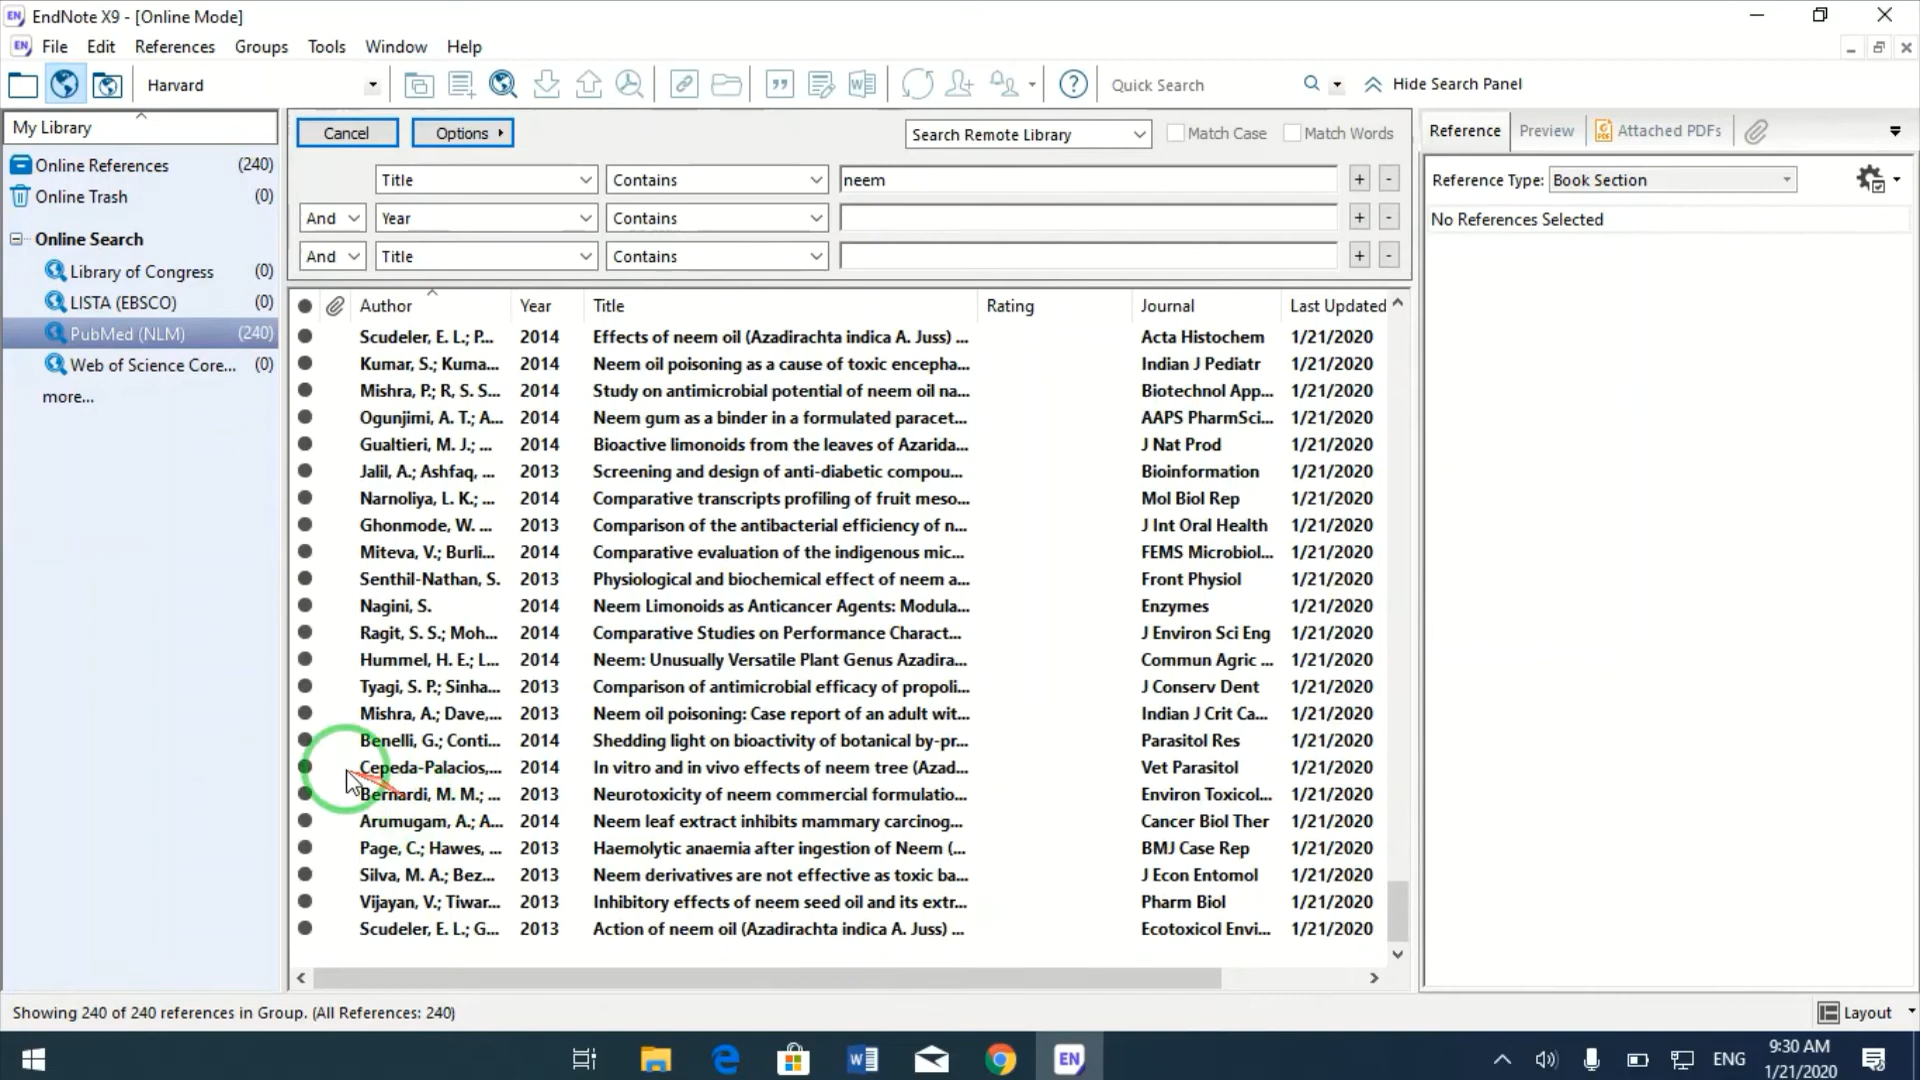 EN EndNote X9 - [Online Mode]
EN File Edit References Groups Tools Window Help
Harvard Quick Search Hide Search Panel
My Library
Online References (240)
Online Trash (0)
Online Search
Library of Congress (0)
LISTA (EBSCO) (0)
PubMed (NLM) (240)
Web of Science Core... (0)
more...
Cancel Options Search Remote Library Match Case Match Words
Title Contains neem + -
And Year Contains + -
And Title Contains + -
Author Year Title Rating Journal Last Updated
Scudeler, E. L.; P... 2014 Effects of neem oil (Azadirachta indica A. Juss) ... Acta Histochem 1/21/2020
Kumar, S.; Kuma... 2014 Neem oil poisoning as a cause of toxic encepha... Indian J Pediatr 1/21/2020
Mishra, P.; R, S. S... 2014 Study on antimicrobial potential of neem oil na... Biotechnol App... 1/21/2020
Ogunjimi, A. T.; A... 2014 Neem gum as a binder in a formulated paracet... AAPS PharmSci... 1/21/2020
Gualtieri, M. J.; ... 2014 Bioactive limonoids from the leaves of Azarida... J Nat Prod 1/21/2020
Jalil, A.; Ashfaq, ... 2013 Screening and design of anti-diabetic compou... Bioinformation 1/21/2020
Narnoliya, L. K.; ... 2014 Comparative transcripts profiling of fruit meso... Mol Biol Rep 1/21/2020
Ghonmode, W. ... 2013 Comparison of the antibacterial efficiency of n... J Int Oral Health 1/21/2020
Miteva, V.; Burli... 2014 Comparative evaluation of the indigenous mic... FEMS Microbiol... 1/21/2020
Senthil-Nathan, S. 2013 Physiological and biochemical effect of neem a... Front Physiol 1/21/2020
Nagini, S. 2014 Neem Limonoids as Anticancer Agents: Modula... Enzymes 1/21/2020
Ragit, S. S.; Moh... 2014 Comparative Studies on Performance Charact... J Environ Sci Eng 1/21/2020
Hummel, H. E.; L... 2014 Neem: Unusually Versatile Plant Genus Azadira... Commun Agric ... 1/21/2020
Tyagi, S. P.; Sinha... 2013 Comparison of antimicrobial efficacy of propoli... J Conserv Dent 1/21/2020
Mishra, A.; Dave,... 2013 Neem oil poisoning: Case report of an adult wit... Indian J Crit Ca... 1/21/2020
Benelli, G.; Conti... 2014 Shedding light on bioactivity of botanical by-pr... Parasitol Res 1/21/2020
Cepeda-Palacios,... 2014 In vitro and in vivo effects of neem tree (Azad... Vet Parasitol 1/21/2020
Bernardi, M. M.; ... 2013 Neurotoxicity of neem commercial formulatio... Environ Toxicol... 1/21/2020
Arumugam, A.; A... 2014 Neem leaf extract inhibits mammary carcinog... Cancer Biol Ther 1/21/2020
Page, C.; Hawes, ... 2013 Haemolytic anaemia after ingestion of Neem (... BMJ Case Rep 1/21/2020
Silva, M. A.; Bez... 2013 Neem derivatives are not effective as toxic ba... J Econ Entomol 1/21/2020
Vijayan, V.; Tiwar... 2013 Inhibitory effects of neem seed oil and its extr... Pharm Biol 1/21/2020
Scudeler, E. L.; G... 2013 Action of neem oil (Azadirachta indica A. Juss) ... Ecotoxicol Envi... 1/21/2020
Reference Preview Attached PDFs
Reference Type: Book Section
No References Selected
Showing 240 of 240 references in Group. (All References: 240) Layout
EN ENG 9:30 AM
1/21/2020